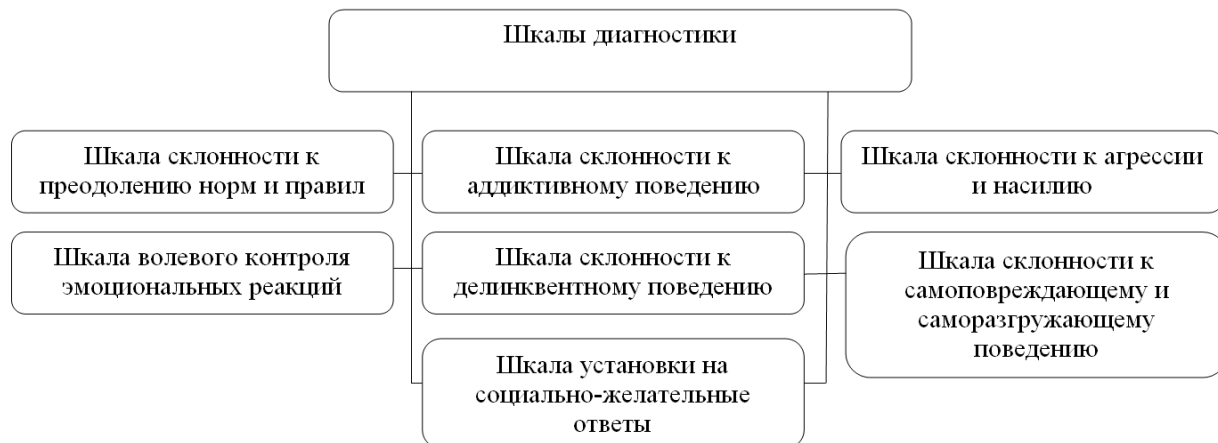 Шкалы диагностики
Шкала склонности к
преодолению норм и правил
Шкала склонности к
аддиктивному поведению
Шкала склонности к агрессии
и насилию
Шкала волевого контроля
эмоциональных реакций
Шкала склонности к
делинквентному поведению
Шкала склонности к
самоповреждающему и
саморазгружающему
поведению
Шкала установки на
социально-желательные
ответы